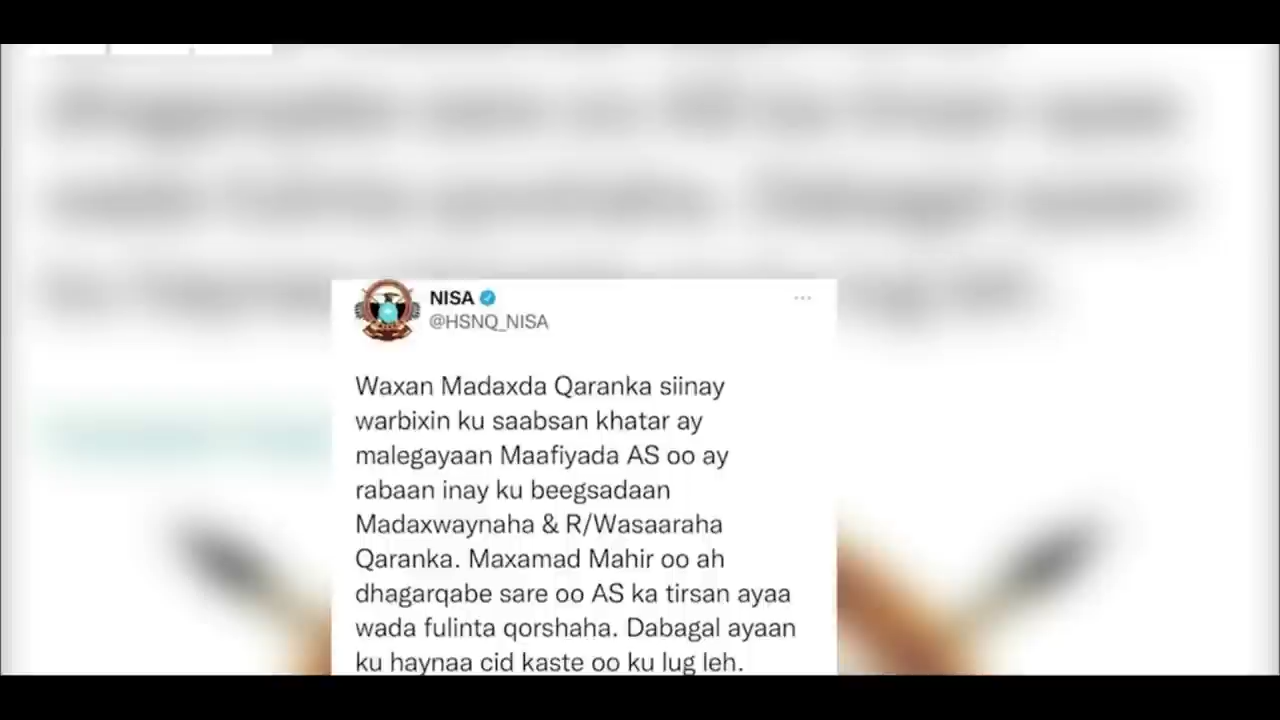 NISA
@HSNQ_NISA
Waxan Madaxda Qaranka siinay
warbixin ku saabsan khatar ay
malegayaan Maafiyada AS oo ay
rabaan inay ku beegsadaan
Madaxwaynaha & R/Wasaaraha
Qaranka. Maxamad Mahir oo ah
dhagarqabe sare oo AS ka tirsan ayaa
wada fulinta qorshaha. Dabagal ayaan
ku haynaa cid kaste oo ku lug leh.